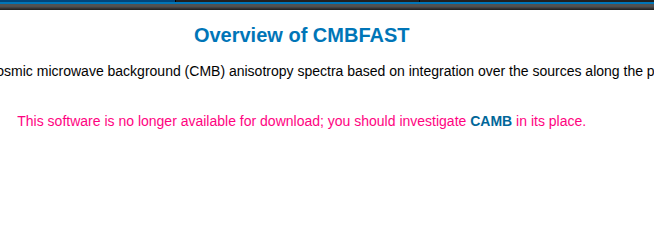 Overview of CMBFAST
cosmic microwave background (CMB) anisotropy spectra based on integration over the sources along the p
This software is no longer available for download; you should investigate CAMB in its place.